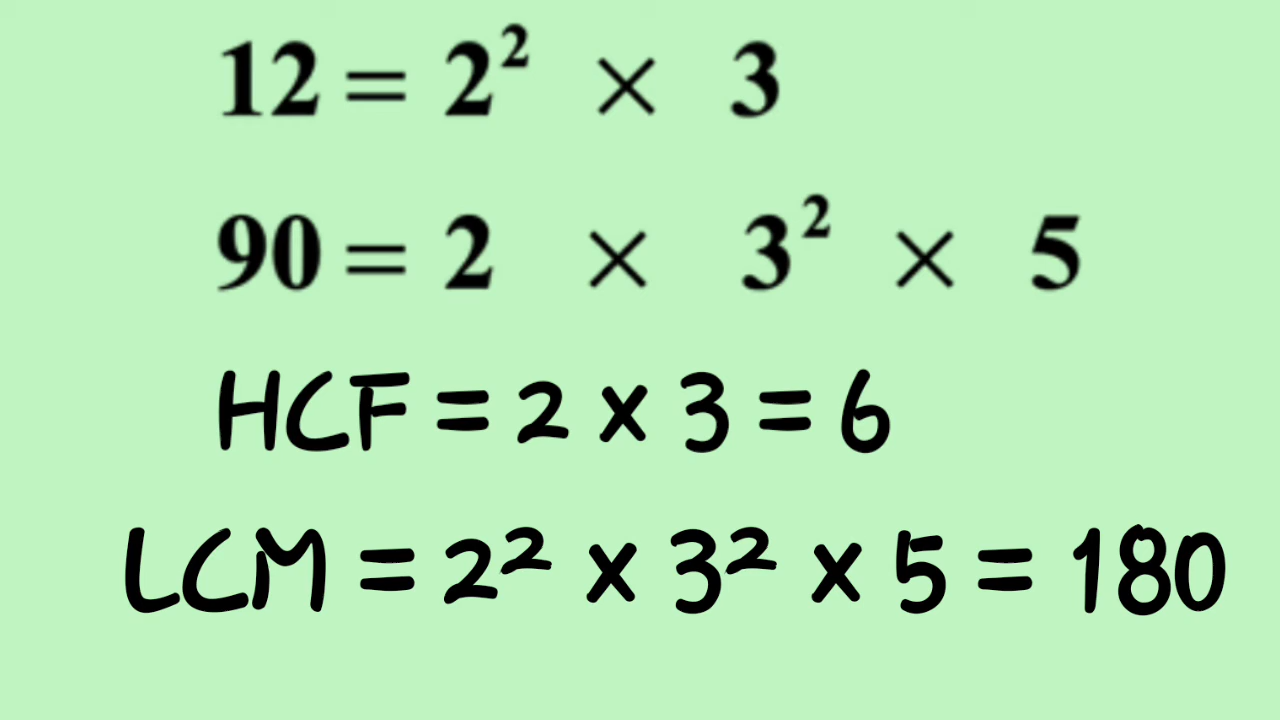 12 = 2² × 3
90 = 2 × 3² × 5
HCF = 2 x 3 = 6
LCM = 2² x 3² x 5 = 180